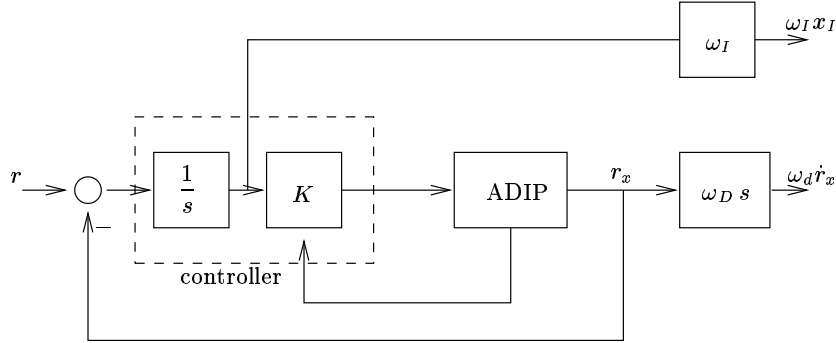 ω_I
ω_I x_I
r
1
s
K
ADIP
r_x
ω_D s
ω_d ṙ_x
−
controller